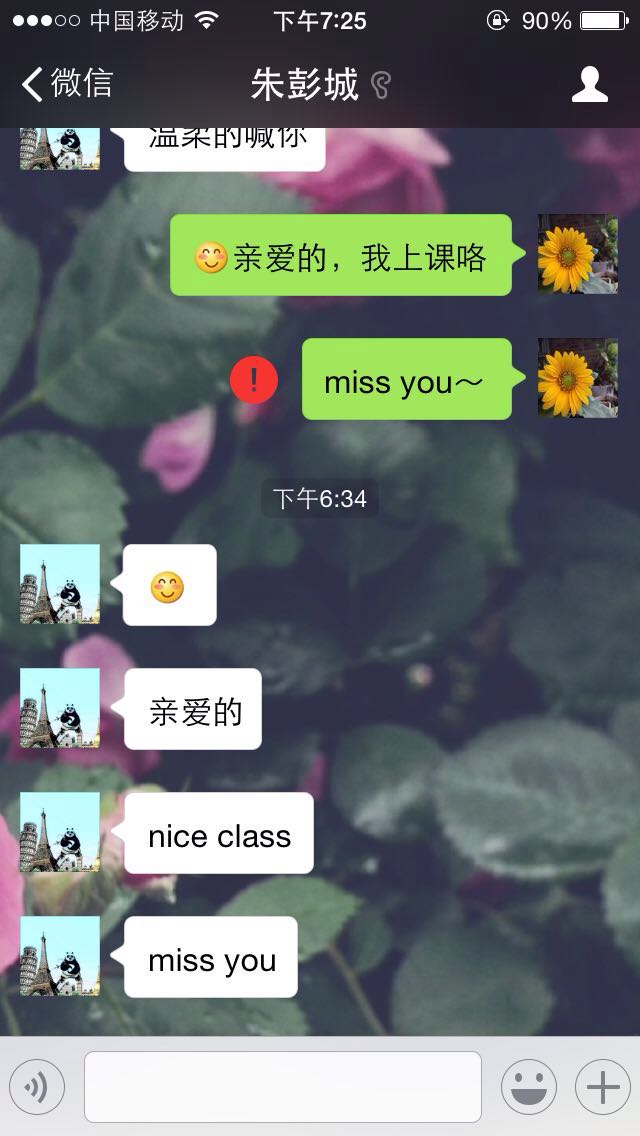 中国移动 下午7:25 90%
微信 朱彭城
温柔的喊你
😊亲爱的，我上课咯
! miss you～
下午6:34
😊
亲爱的
nice class
miss you